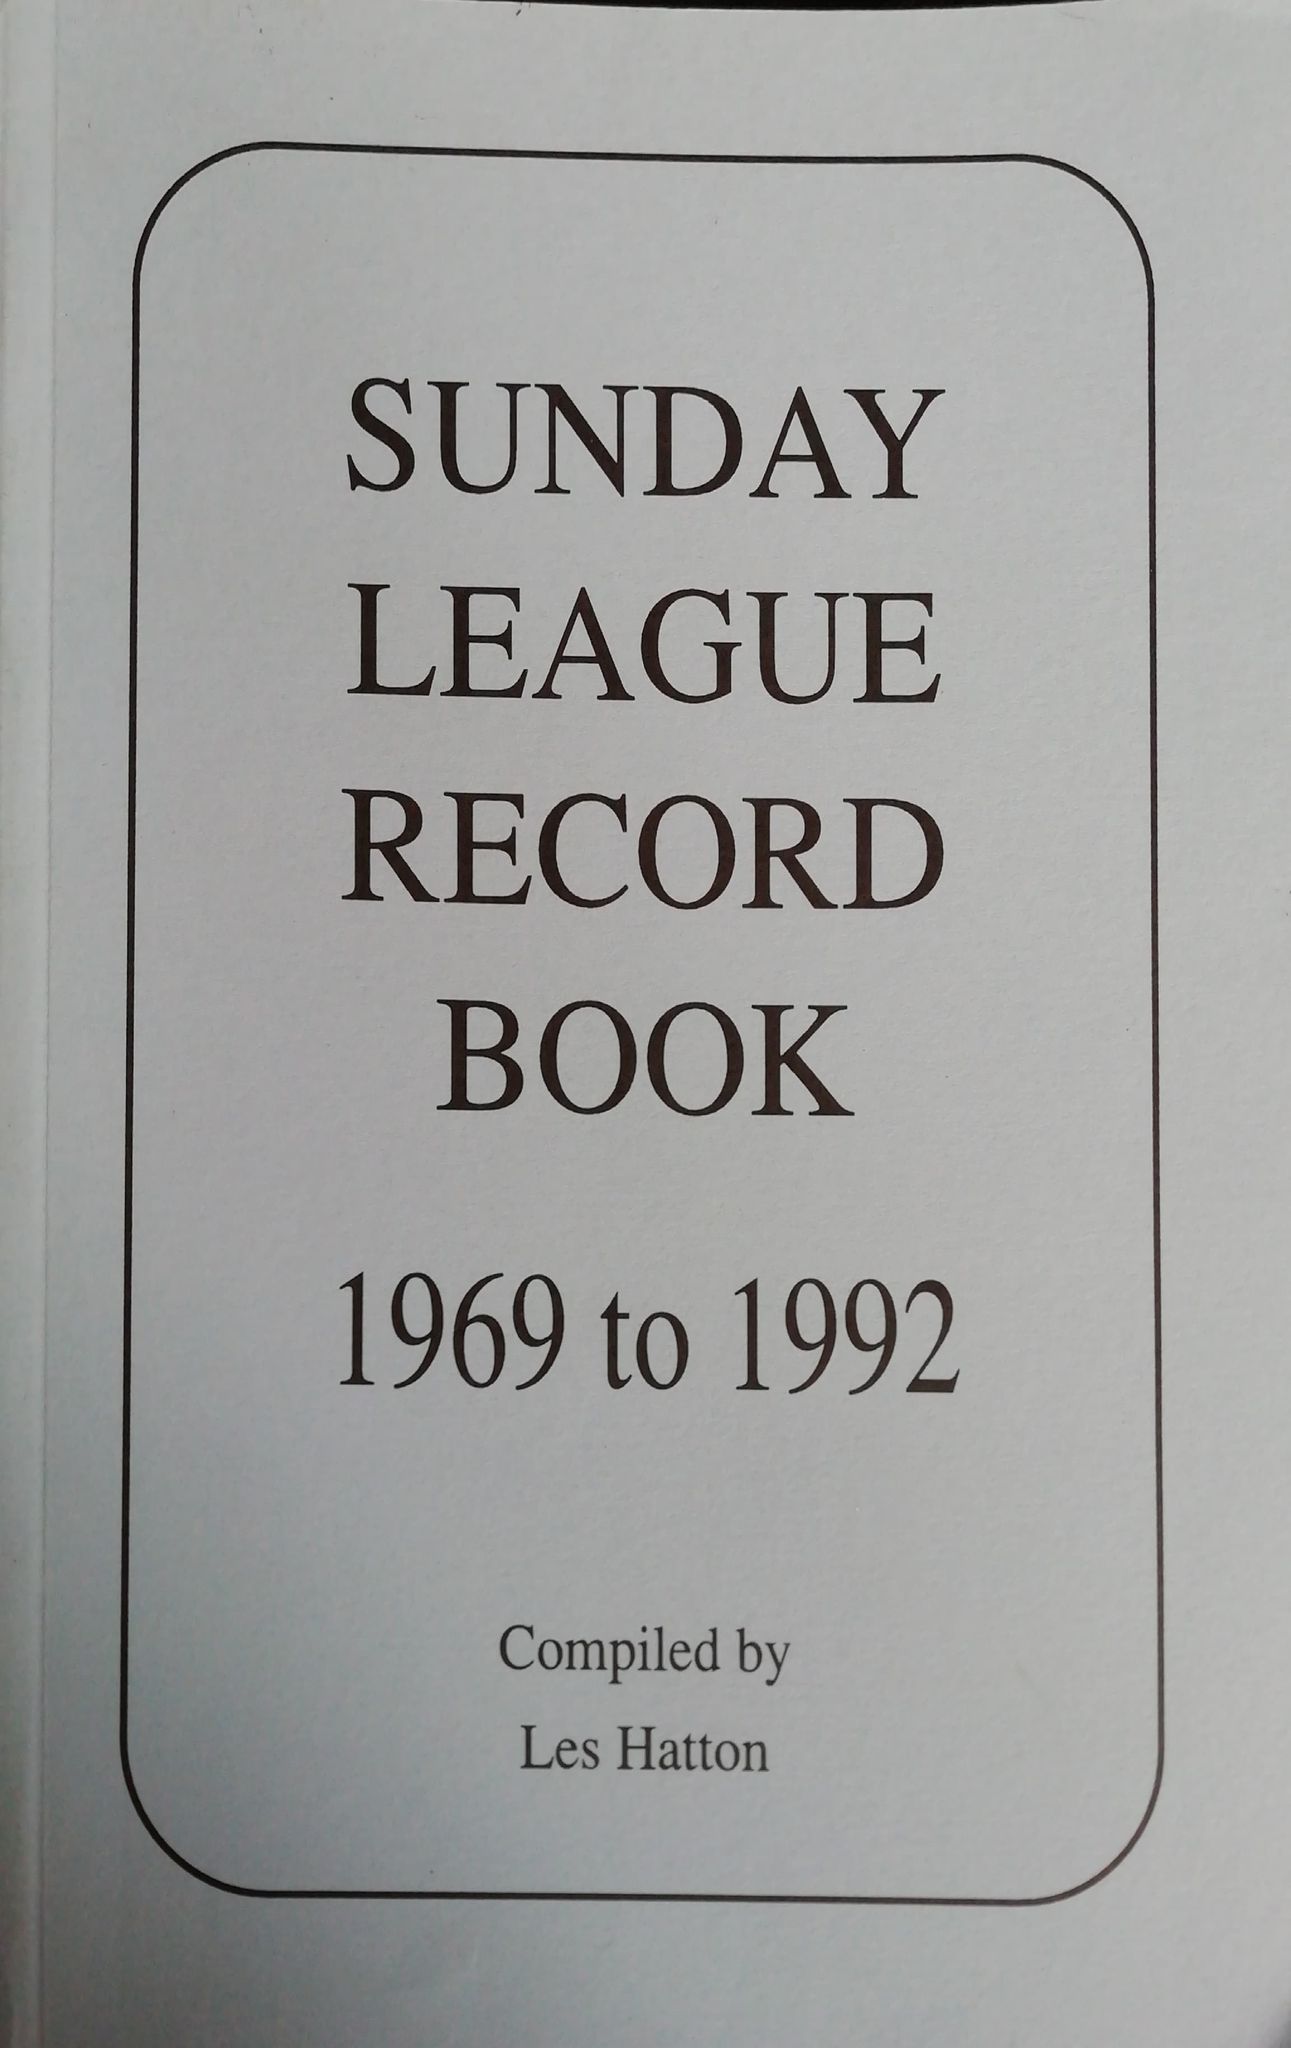 SUNDAY
LEAGUE
RECORD
BOOK
1969 to 1992
Compiled by
Les Hatton